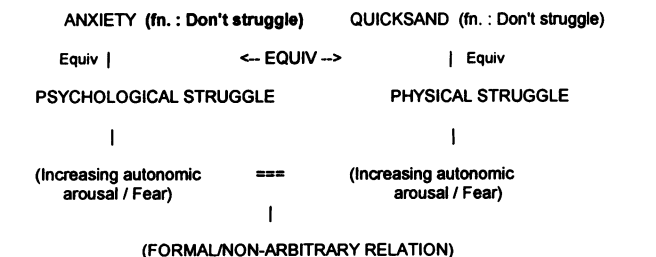 ANXIETY (fn. : Don't struggle) QUICKSAND (fn. : Don't struggle)
Equiv | <-- EQUIV --> | Equiv
PSYCHOLOGICAL STRUGGLE PHYSICAL STRUGGLE
| |
(Increasing autonomic === (Increasing autonomic
arousal / Fear) arousal / Fear)
|
(FORMAL/NON-ARBITRARY RELATION)